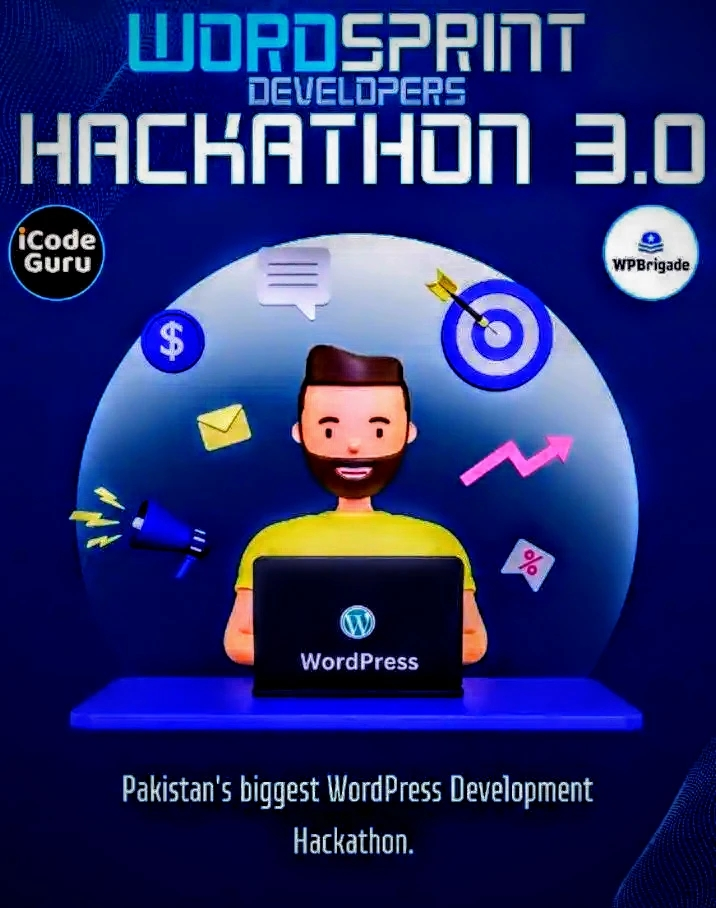 WORDSPRINT
DEVELOPERS
HACKATHON 3.0
iCode
Guru
WPBrigade
$
%
W
WordPress
Pakistan's biggest WordPress Development
Hackathon.